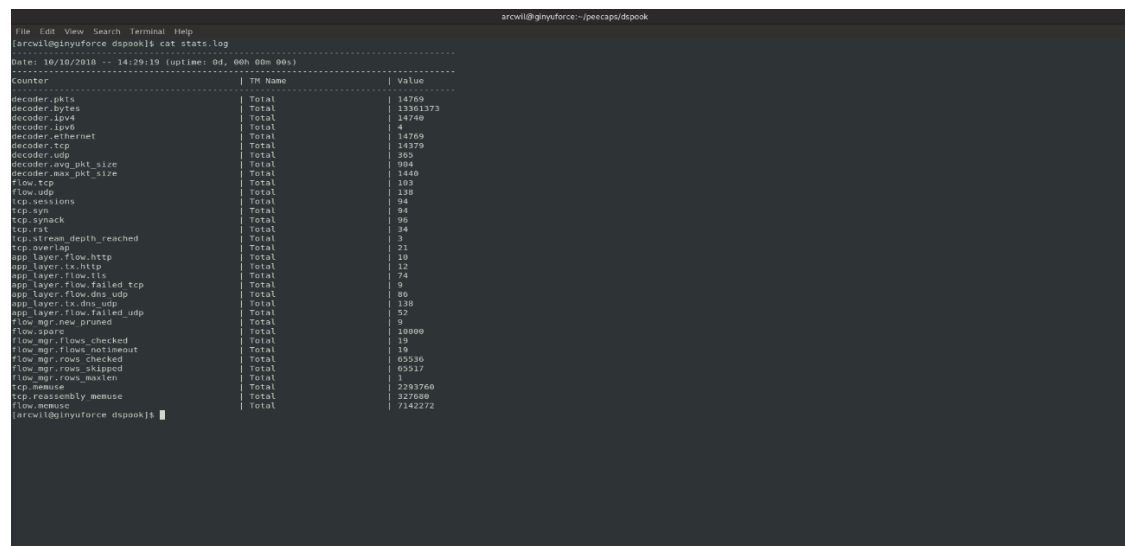 arcwil@ginyuforce:~/peecaps/dspook
File Edit View Search Terminal Help
[arcwil@ginyuforce dspook]$ cat stats.log
------------------------------------------------------------------------------------
Date: 10/10/2018 -- 14:29:19 (uptime: 0d, 00h 00m 00s)
------------------------------------------------------------------------------------
Counter | TM Name | Value
------------------------------------------------------------------------------------
decoder.pkts | Total | 14769
decoder.bytes | Total | 13361373
decoder.ipv4 | Total | 14740
decoder.ipv6 | Total | 4
decoder.ethernet | Total | 14769
decoder.tcp | Total | 14379
decoder.udp | Total | 365
decoder.avg_pkt_size | Total | 904
decoder.max_pkt_size | Total | 1440
flow.tcp | Total | 103
flow.udp | Total | 138
tcp.sessions | Total | 94
tcp.syn | Total | 94
tcp.synack | Total | 96
tcp.rst | Total | 34
tcp.stream_depth_reached | Total | 3
tcp.overlap | Total | 21
app_layer.flow.http | Total | 10
app_layer.tx.http | Total | 12
app_layer.flow.tls | Total | 74
app_layer.flow.failed_tcp | Total | 9
app_layer.flow.dns_udp | Total | 86
app_layer.tx.dns_udp | Total | 138
app_layer.flow.failed_udp | Total | 52
flow_mgr.new_pruned | Total | 9
flow.spare | Total | 10000
flow_mgr.flows_checked | Total | 19
flow_mgr.flows_notimeout | Total | 19
flow_mgr.rows_checked | Total | 65536
flow_mgr.rows_skipped | Total | 65517
flow_mgr.rows_maxlen | Total | 1
tcp.memuse | Total | 2293760
tcp.reassembly_memuse | Total | 327680
flow.memuse | Total | 7142272
[arcwil@ginyuforce dspook]$